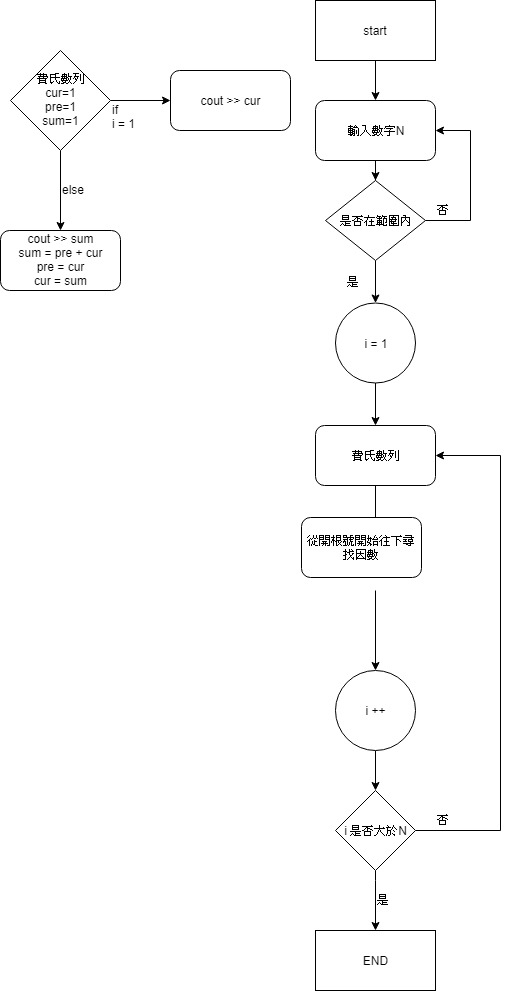 start
費氏數列
cur=1
pre=1
sum=1
if
i = 1
cout >> cur
else
cout >> sum
sum = pre + cur
pre = cur
cur = sum
輸入數字N
是否在範圍內
否
是
i = 1
費氏數列
從開根號開始往下尋
找因數
i ++
i 是否大於N
否
是
END